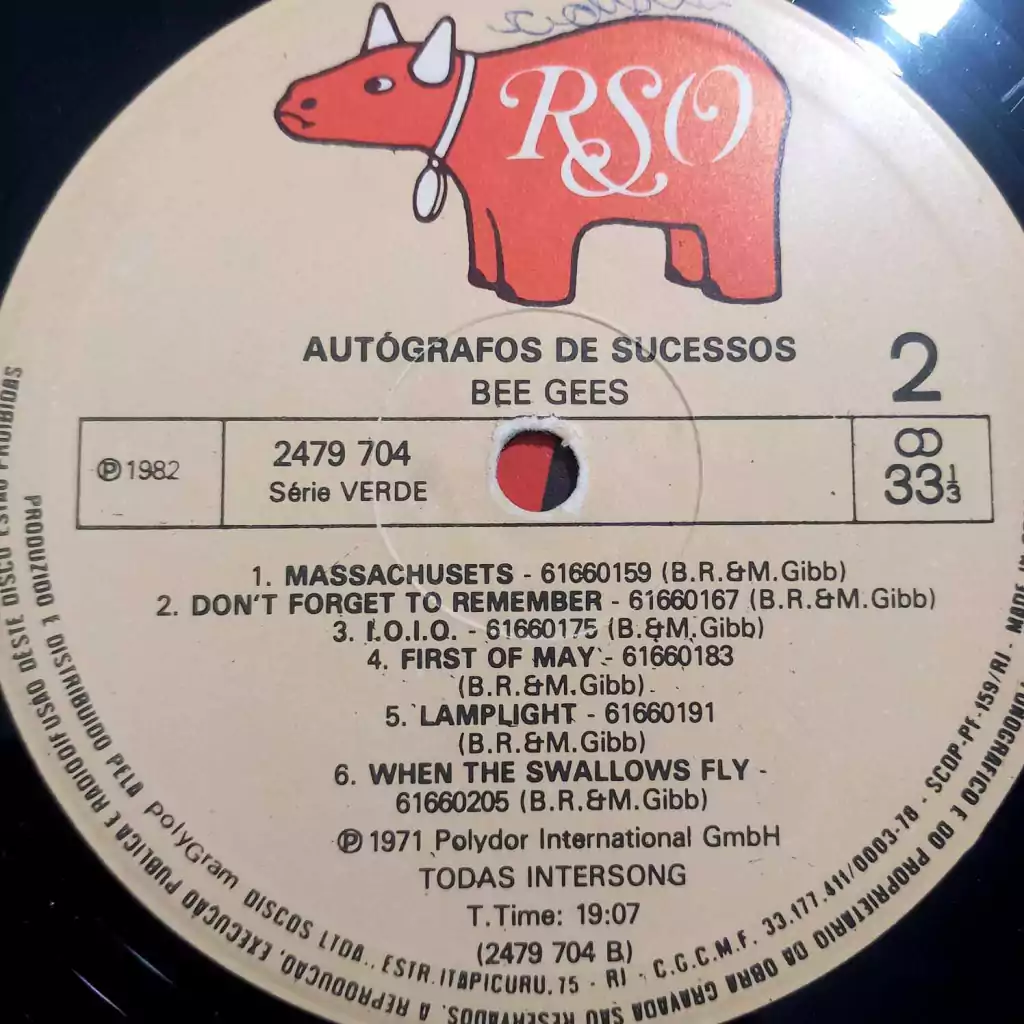 RSO
AUTÓGRAFOS DE SUCESSOS
BEE GEES
2
℗ 1982
2479 704
Série VERDE
33⅓
1. MASSACHUSETS - 61660159 (B.R.&M.Gibb)
2. DON'T FORGET TO REMEMBER - 61660167 (B.R.&M.Gibb)
3. I.O.I.O. - 61660175 (B.&M.Gibb)
4. FIRST OF MAY - 61660183
(B.R.&M.Gibb)
5. LAMPLIGHT - 61660191
(B.R.&M.Gibb)
6. WHEN THE SWALLOWS FLY -
61660205 (B.R.&M.Gibb)
℗ 1971 Polydor International GmbH
TODAS INTERSONG
T.Time: 19:07
(2479 704 B)
PRODUZIDO E DISTRIBUIDO PELA PolyGram DISCOS LTDA., ESTR.ITAPICURU,75 - RJ - C.G.C.M.F. 33.177.411/0003-78 - SCDP-PF-159/RJ - MADE
FONOGRAFICO E DO PROPRIETARIO DA OBRA GRAVADA SÃO RESERVADOS. A REPRODUÇÃO, EXECUÇÃO PUBLICA E RADIODIFUSÃO DESTE DISCO ESTÃO PROIBIDAS